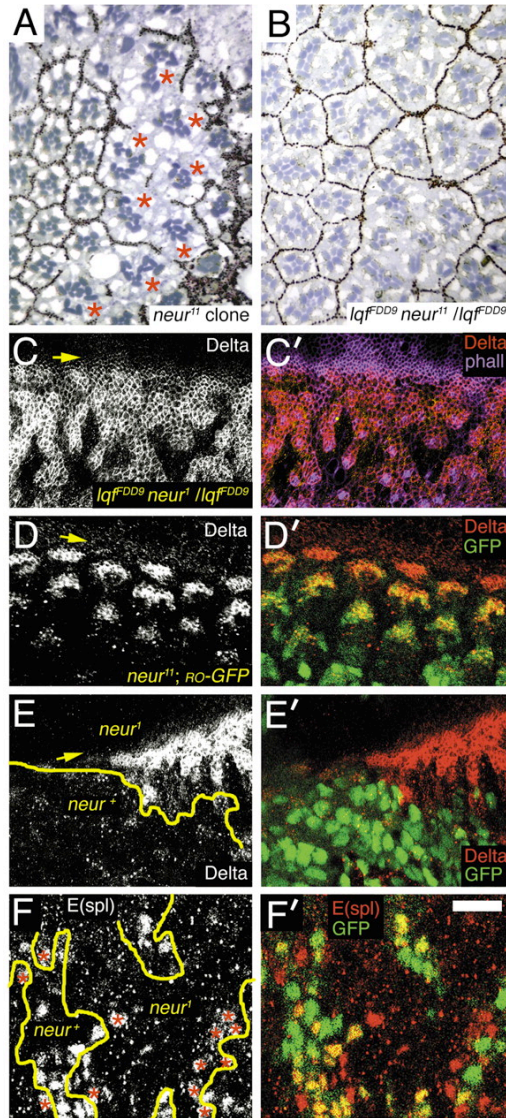 A
neur11 clone
B
lqfFDD9 neur11 /lqfFDD9
C
Delta
lqfFDD9 neur1 /lqfFDD9
C′
Delta
phall
D
Delta
neur11; RO-GFP
D′
Delta
GFP
E
neur1
neur+
Delta
E′
Delta
GFP
F
E(spl)
neur+
neur1
F′
E(spl)
GFP